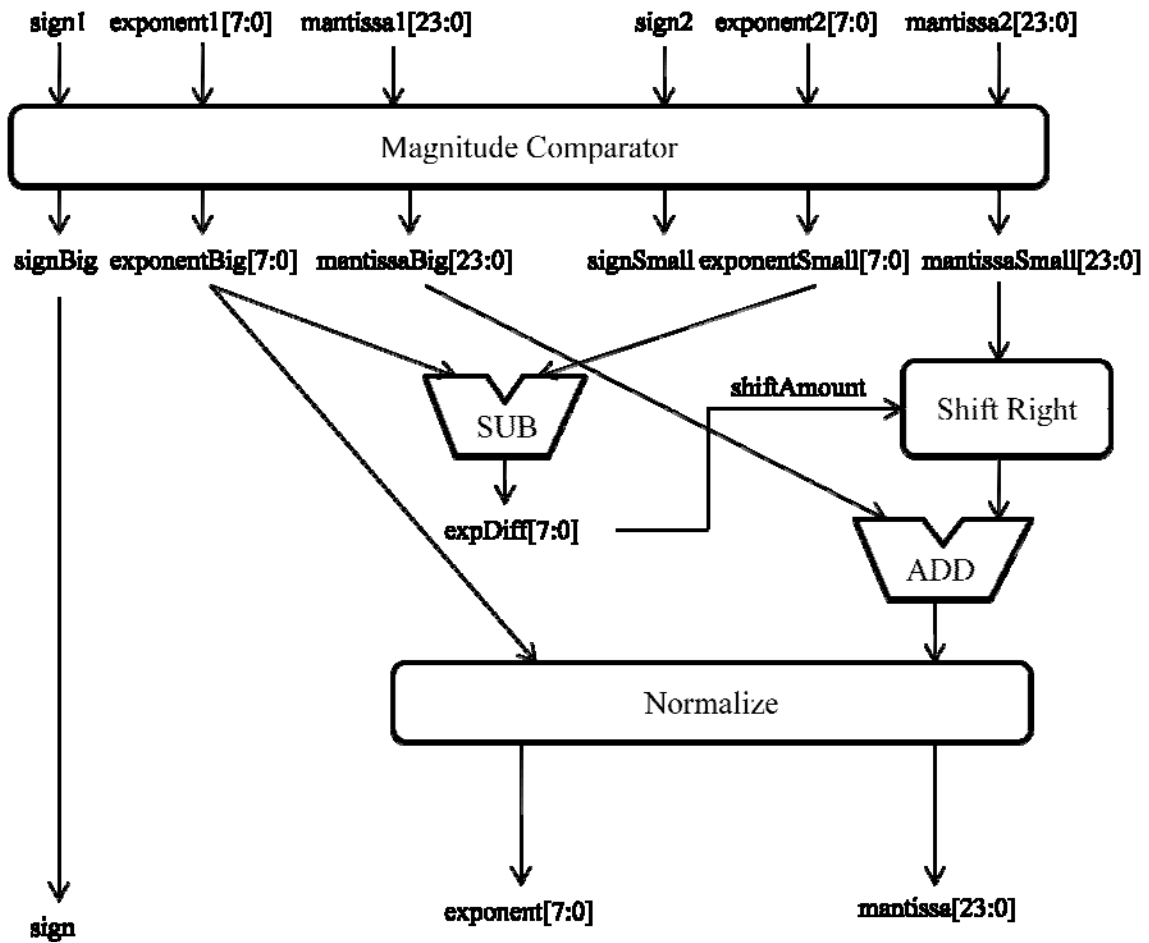 sign1 exponent1[7:0] mantissa1[23:0] sign2 exponent2[7:0] mantissa2[23:0]
Magnitude Comparator
signBig exponentBig[7:0] mantissaBig[23:0] signSmall exponentSmall[7:0] mantissaSmall[23:0]
shiftAmount
Shift Right
SUB
expDiff[7:0]
ADD
Normalize
sign exponent[7:0] mantissa[23:0]